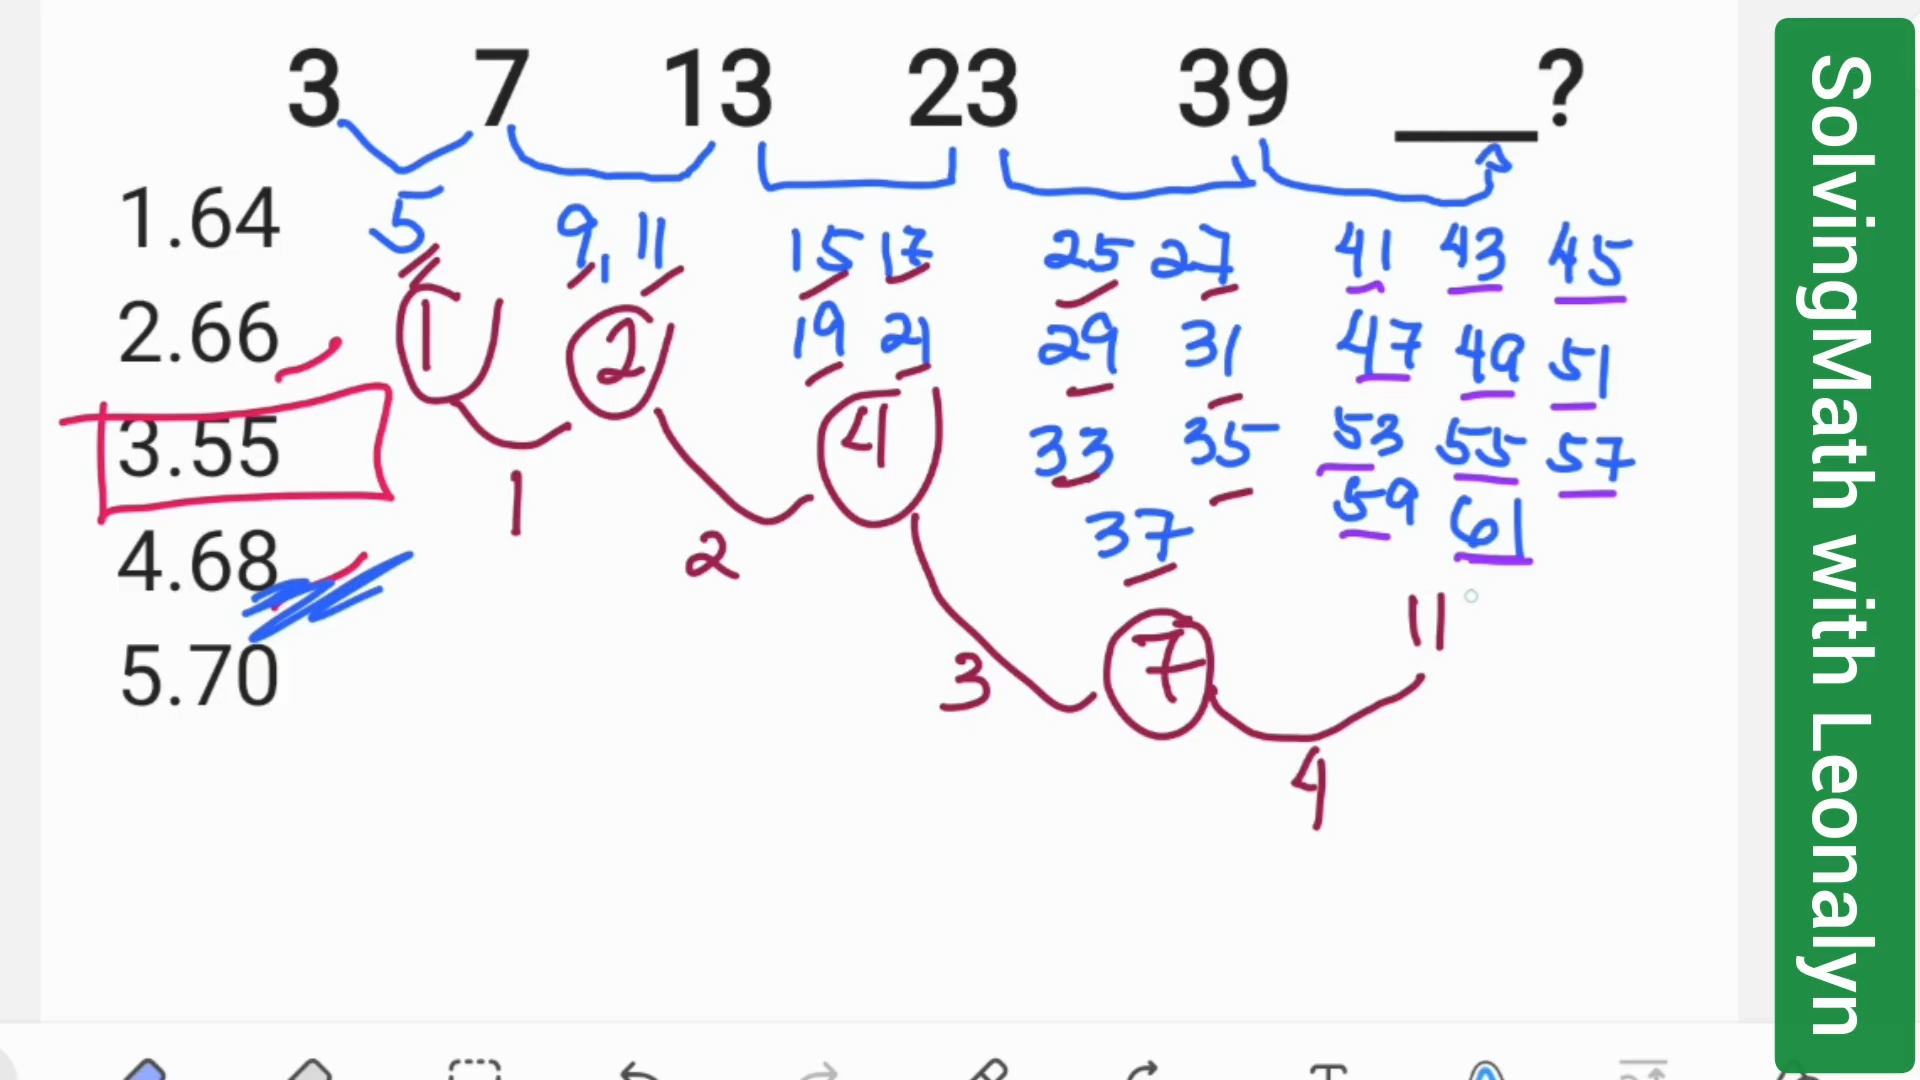 3 7 13 23 39 ___?
1.64 5 9, 11 15 17 25 27 41 43 45
2.66 1 2 19 21 29 31 47 49 51
3.55 4 33 35 53 55 57
1 2 37 59 61
4.68
3 7 11
5.70
4
SolvingMath with Leonalyn